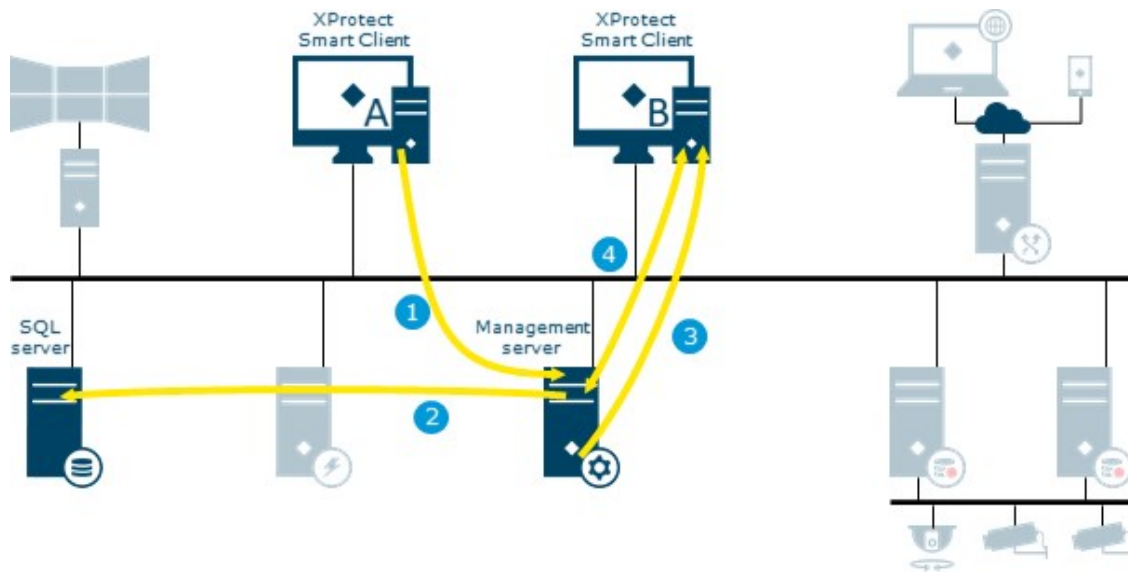 XProtect
Smart Client
XProtect
Smart Client
A
B
4
1
3
SQL
server
Management
server
2